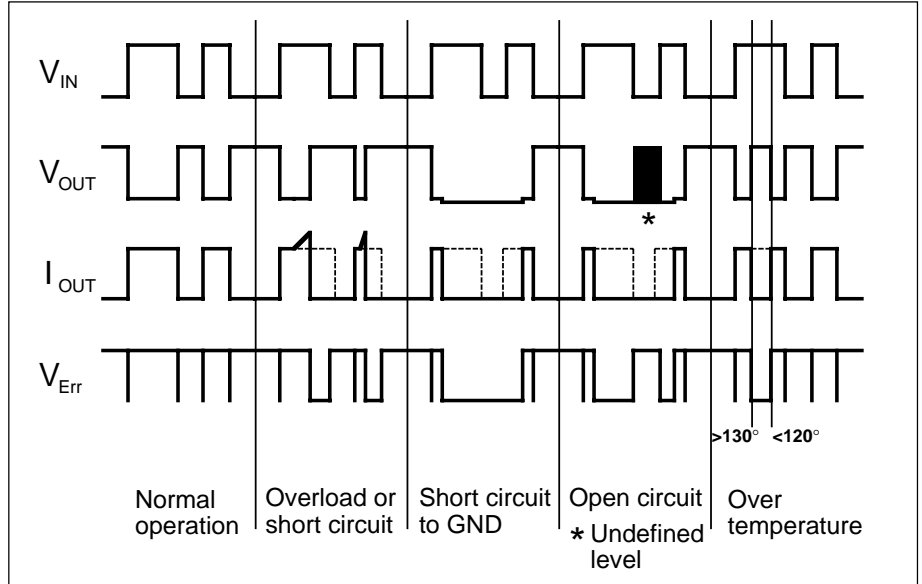 V_IN
V_OUT
*
I_OUT
V_Err
>130° <120°
Normal
operation
Overload or
short circuit
Short circuit
to GND
Open circuit
* Undefined
level
Over
temperature